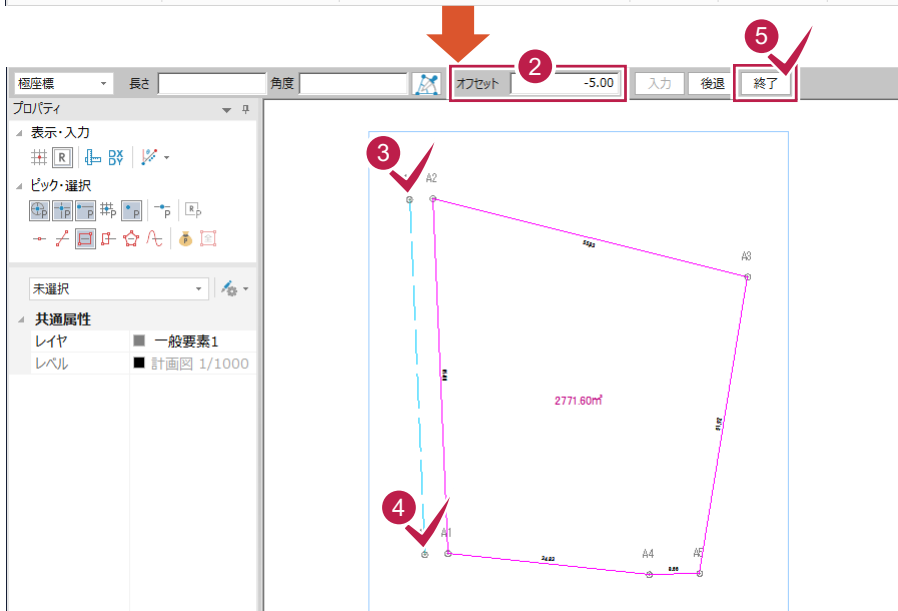 5
2
極座標 長さ 角度 オフセット -5.00 入力 後退 終了
プロパティ
表示・入力
R DX DY
ピック・選択
P P P P P P R P
P
未選択
共通属性
レイヤ 一般要素1
レベル 計画図 1/1000
3
A2
A3
2771.60㎡
4
A1
A4 A5